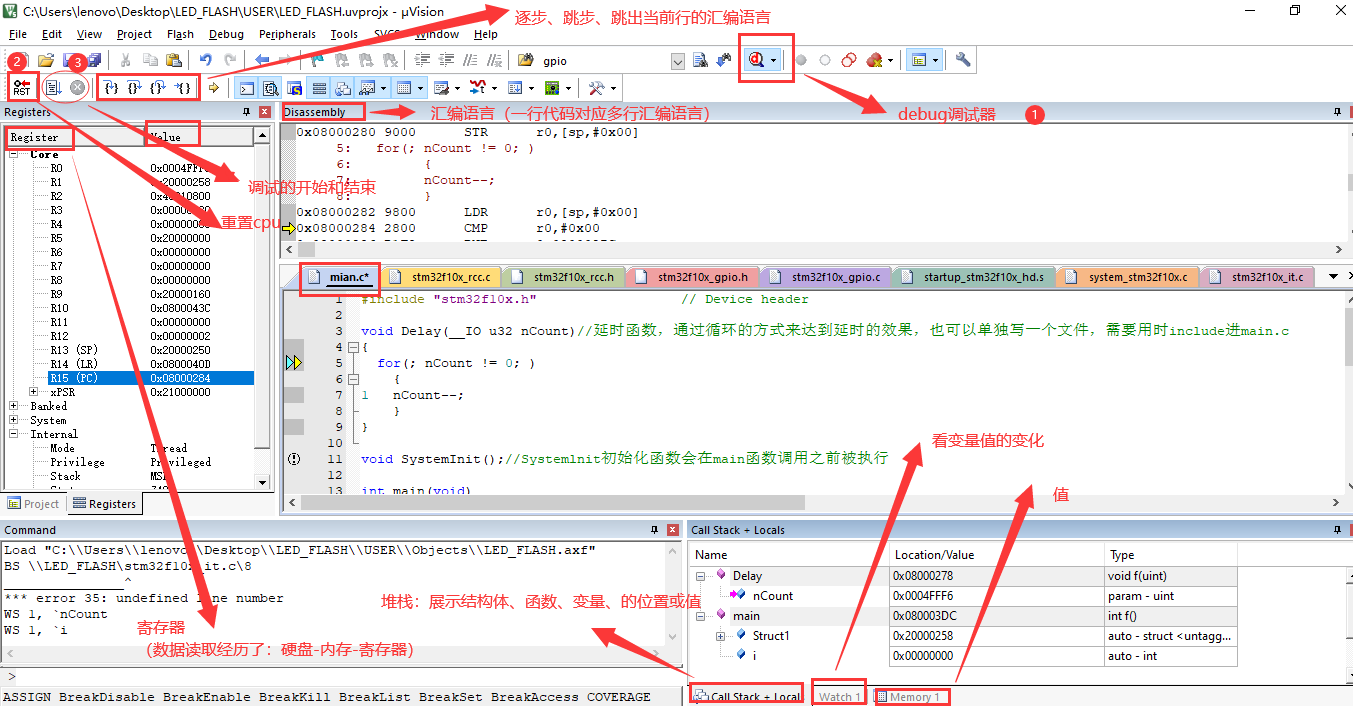 C:\Users\lenovo\Desktop\LED_FLASH\USER\LED_FLASH.uvprojx - µVision
File Edit View Project Flash Debug Peripherals Tools Window Help
逐步、跳步、跳出当前行的汇编语言
2
3
gpio
RST
Registers
Disassembly
汇编语言（一行代码对应多行汇编语言）
debug调试器
1
Register Value
Core
R0
R1 0x20000258
R2
R3
R4
R5 0x20000000
R6 0x00000000
R7 0x00000000
R8 0x00000000
R9 0x20000160
R10 0x0800043C
R11 0x00000000
R12 0x00000002
R13 (SP) 0x20000250
R14 (LR) 0x0800040D
R15 (PC) 0x08000284
xPSR 0x21000000
Banked
System
Internal
Mode Thread
Privilege Privileged
Stack MSP
调试的开始和结束
重置cpu
0x08000280 9000 STR r0,[sp,#0x00]
5: for(; nCount != 0; )
6: {
7: nCount--;
8: }
0x08000282 9800 LDR r0,[sp,#0x00]
0x08000284 2800 CMP r0,#0x00
mian.c* stm32f10x_rcc.c stm32f10x_rcc.h stm32f10x_gpio.h stm32f10x_gpio.c startup_stm32f10x_hd.s system_stm32f10x.c stm32f10x_it.c
1 #include "stm32f10x.h" // Device header
2
3 void Delay(__IO u32 nCount)//延时函数，通过循环的方式来达到延时的效果，也可以单独写一个文件，需要用时include进main.c
4 {
5 for(; nCount != 0; )
6 {
7 l nCount--;
8 }
9 }
10
11 void SystemInit();//Systemlnit初始化函数会在main函数调用之前被执行
12
13 int main(void)
看变量值的变化
值
Project Registers
Command
Load "C:\\Users\\lenovo\\Desktop\\LED_FLASH\\USER\\Objects\\LED_FLASH.axf"
BS \\LED_FLASH\stm32f10x_it.c\8
^
*** error 35: undefined line number
WS 1, `nCount
WS 1, `i
寄存器
（数据读取经历了：硬盘-内存-寄存器）
堆栈：展示结构体、函数、变量、的位置或值
>
ASSIGN BreakDisable BreakEnable BreakKill BreakList BreakSet BreakAccess COVERAGE
Call Stack + Locals
Name Location/Value Type
Delay 0x08000278 void f(uint)
nCount 0x0004FFF6 param - uint
main 0x080003DC int f()
Struct1 0x20000258 auto - struct <untagg...
i 0x00000000 auto - int
Call Stack + Locals Watch 1 Memory 1